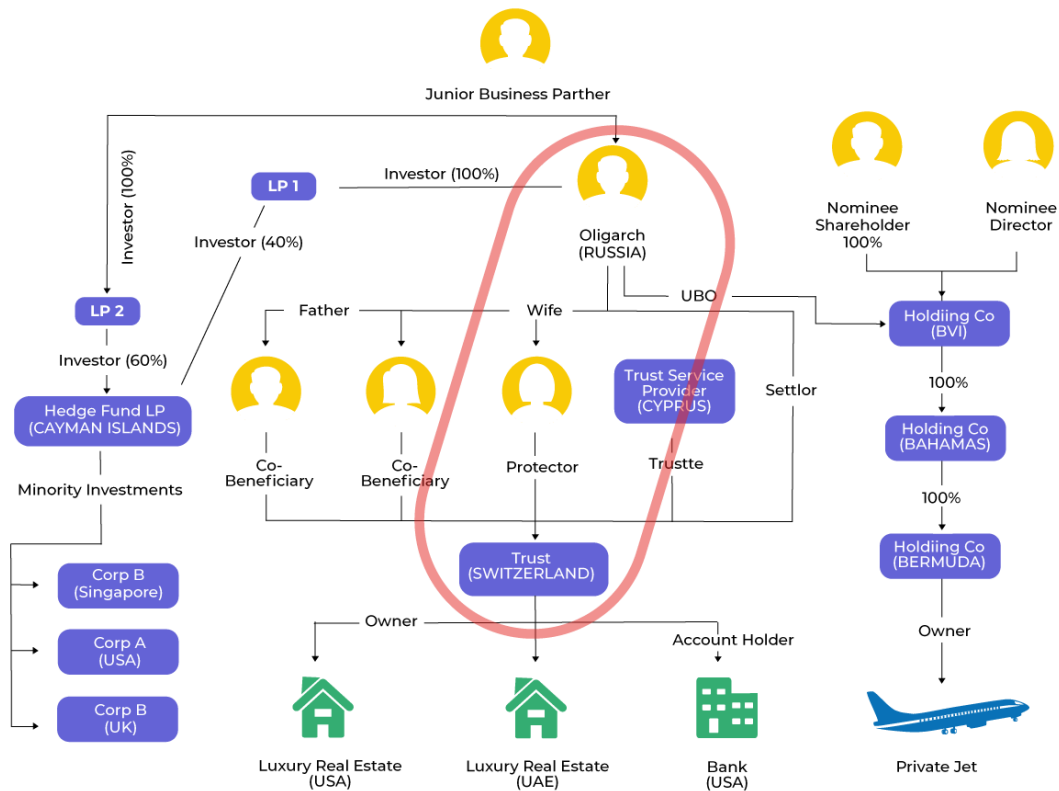 Junior Business Parther
Investor (100%)
LP 1
Investor (100%)
Investor (40%)
Oligarch
(RUSSIA)
Nominee
Shareholder
100%
Nominee
Director
LP 2
Father
Wife
UBO
Holdiing Co
(BVI)
Investor (60%)
Hedge Fund LP
(CAYMAN ISLANDS)
Trust Service
Provider
(CYPRUS)
Settlor
100%
Holding Co
(BAHAMAS)
Minority Investments
Co-
Beneficiary
Co-
Beneficiary
Protector
Trustte
100%
Corp B
(Singapore)
Trust
(SWITZERLAND)
Holdiing Co
(BERMUDA)
Corp A
(USA)
Owner
Account Holder
Owner
Corp B
(UK)
Luxury Real Estate
(USA)
Luxury Real Estate
(UAE)
Bank
(USA)
Private Jet